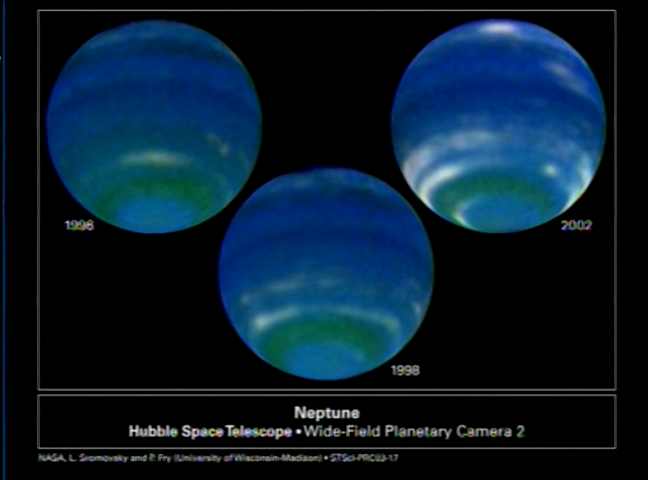 1996
2002
1998
Neptune
Hubble Space Telescope • Wide-Field Planetary Camera 2
NASA, L. Sromovsky and P. Fry (University of Wisconsin-Madison) • STScI-PRC03-17